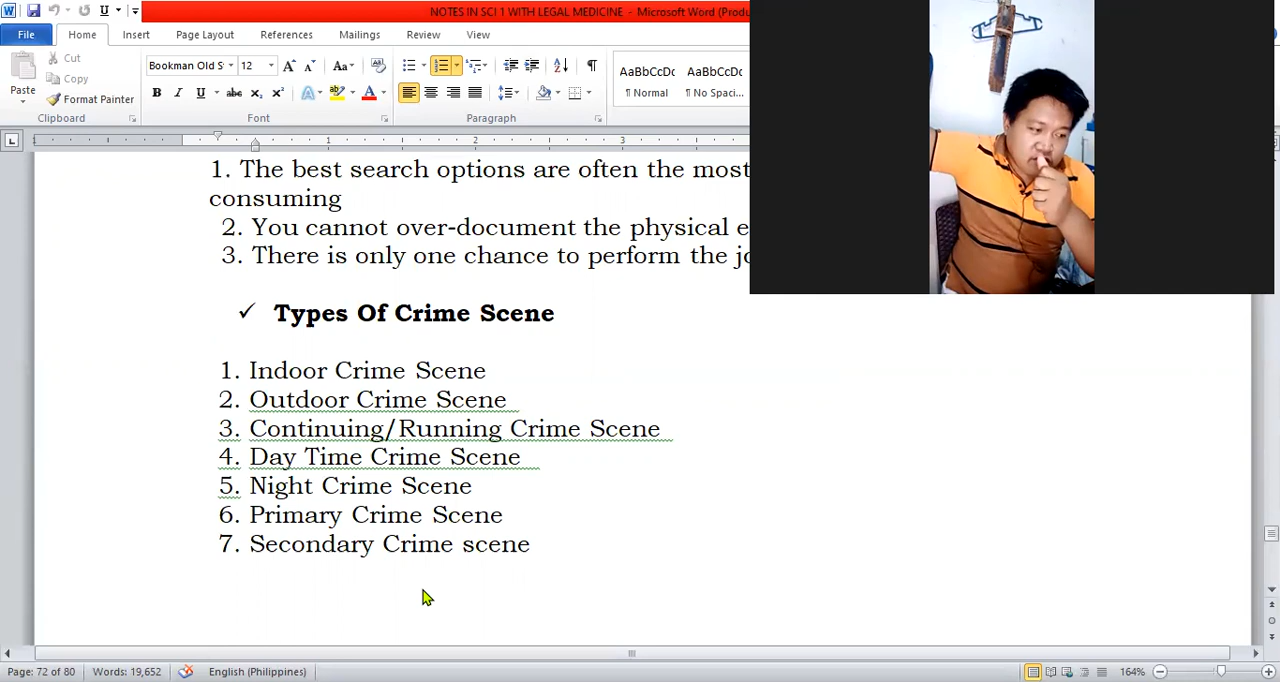 NOTES IN SCI 1 WITH LEGAL MEDICINE - Microsoft Word (Produ
File Home Insert Page Layout References Mailings Review View
Cut
Copy
Paste
Format Painter
Clipboard
Bookman Old S 12
Font
Paragraph
AaBbCcDc AaBbCcDc
¶ Normal ¶ No Spaci...
1 2 3
1. The best search options are often the most
consuming
2. You cannot over-document the physical e
3. There is only one chance to perform the jo
✓ Types Of Crime Scene
1. Indoor Crime Scene
2. Outdoor Crime Scene
3. Continuing/Running Crime Scene
4. Day Time Crime Scene
5. Night Crime Scene
6. Primary Crime Scene
7. Secondary Crime scene
Page: 72 of 80 Words: 19,652 English (Philippines) 164%